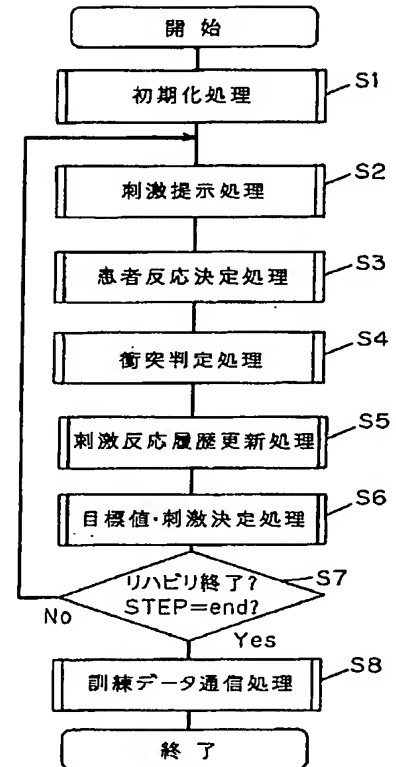 開始
初期化処理
S1
刺激提示処理
S2
患者反応決定処理
S3
衝突判定処理
S4
刺激反応履歴更新処理
S5
目標値・刺激決定処理
S6
リハビリ終了?
STEP=end?
S7
No
Yes
訓練データ通信処理
S8
終了